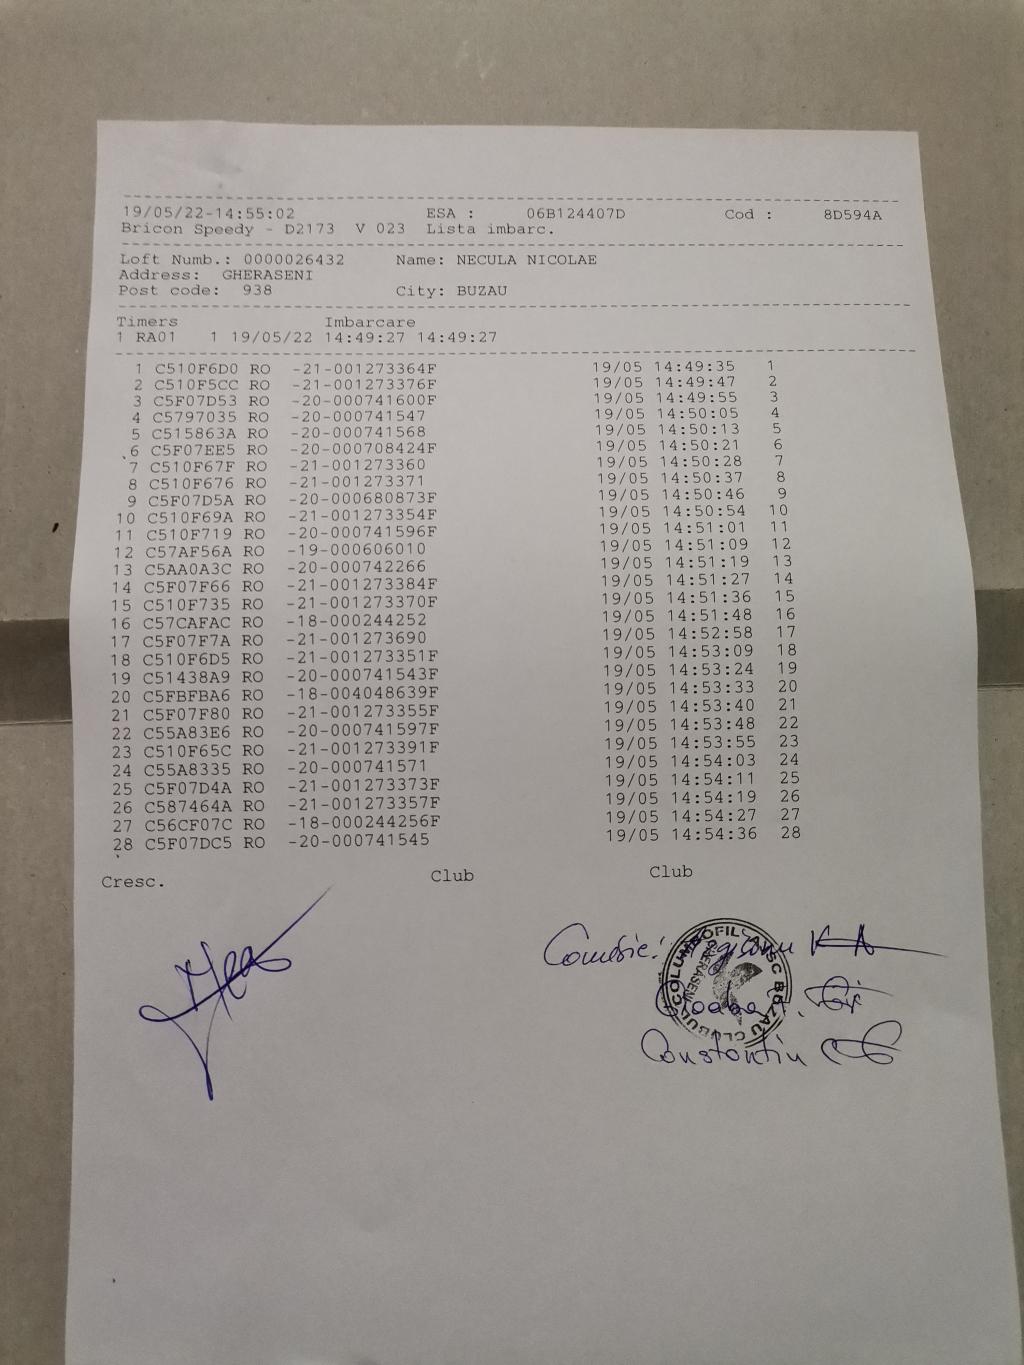 19/05/22-14:55:02 ESA : 06B124407D Cod : 8D594A
Bricon Speedy - D2173 V 023 Lista imbarc.
Loft Numb.: 0000026432 Name: NECULA NICOLAE
Address: GHERASENI
Post code: 938 City: BUZAU
Timers Imbarcare
1 RA01 1 19/05/22 14:49:27 14:49:27
1 C510F6D0 RO -21-001273364F 19/05 14:49:35 1
2 C510F5CC RO -21-001273376F 19/05 14:49:47 2
3 C5F07D53 RO -20-000741600F 19/05 14:49:55 3
4 C5797035 RO -20-000741547 19/05 14:50:05 4
5 C515863A RO -20-000741568 19/05 14:50:13 5
6 C5F07EE5 RO -20-000708424F 19/05 14:50:21 6
7 C510F67F RO -21-001273360 19/05 14:50:28 7
8 C510F676 RO -21-001273371 19/05 14:50:37 8
9 C5F07D5A RO -20-000680873F 19/05 14:50:46 9
10 C510F69A RO -21-001273354F 19/05 14:50:54 10
11 C510F719 RO -20-000741596F 19/05 14:51:01 11
12 C57AF56A RO -19-000606010 19/05 14:51:09 12
13 C5AA0A3C RO -20-000742266 19/05 14:51:19 13
14 C5F07F66 RO -21-001273384F 19/05 14:51:27 14
15 C510F735 RO -21-001273370F 19/05 14:51:36 15
16 C57CAFAC RO -18-000244252 19/05 14:51:48 16
17 C5F07F7A RO -21-001273690 19/05 14:52:58 17
18 C510F6D5 RO -21-001273351F 19/05 14:53:09 18
19 C51438A9 RO -20-000741543F 19/05 14:53:24 19
20 C5FBFBA6 RO -18-004048639F 19/05 14:53:33 20
21 C5F07F80 RO -21-001273355F 19/05 14:53:40 21
22 C55A83E6 RO -20-000741597F 19/05 14:53:48 22
23 C510F65C RO -21-001273391F 19/05 14:53:55 23
24 C55A8335 RO -20-000741571 19/05 14:54:03 24
25 C5F07D4A RO -21-001273373F 19/05 14:54:11 25
26 C587464A RO -21-001273357F 19/05 14:54:19 26
27 C56CF07C RO -18-000244256F 19/05 14:54:27 27
28 C5F07DC5 RO -20-000741545 19/05 14:54:36 28
Cresc. Club Club
CLUBUL COLUMBOFIL BUZAU
GHERASENI
Constantin